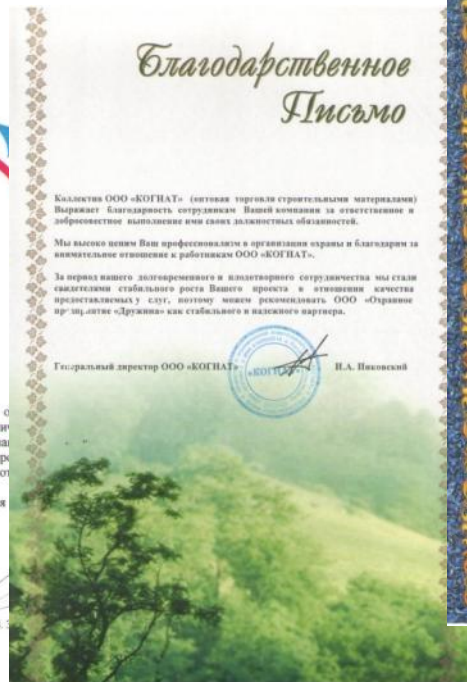 Благодарственное
Письмо
Коллектив ООО «КОГНАТ» (оптовая торговля строительными материалами)
Выражает благодарность сотрудникам Вашей компании за ответственное и
добросовестное выполнение ими своих должностных обязанностей.
Мы высоко ценим Ваш профессионализм в организации охраны и благодарим за
внимательное отношение к работникам ООО «КОГНАТ».
За период нашего долговременного и плодотворного сотрудничества мы стали
свидетелями стабильного роста Вашего проекта в отношении качества
предоставляемых у слуг, поэтому можем рекомендовать ООО «Охранное
предприятие «Дружина» как стабильного и надежного партнера.
Генеральный директор ООО «КОГНАТ» И.А. Пиковский
«КОГНАТ»